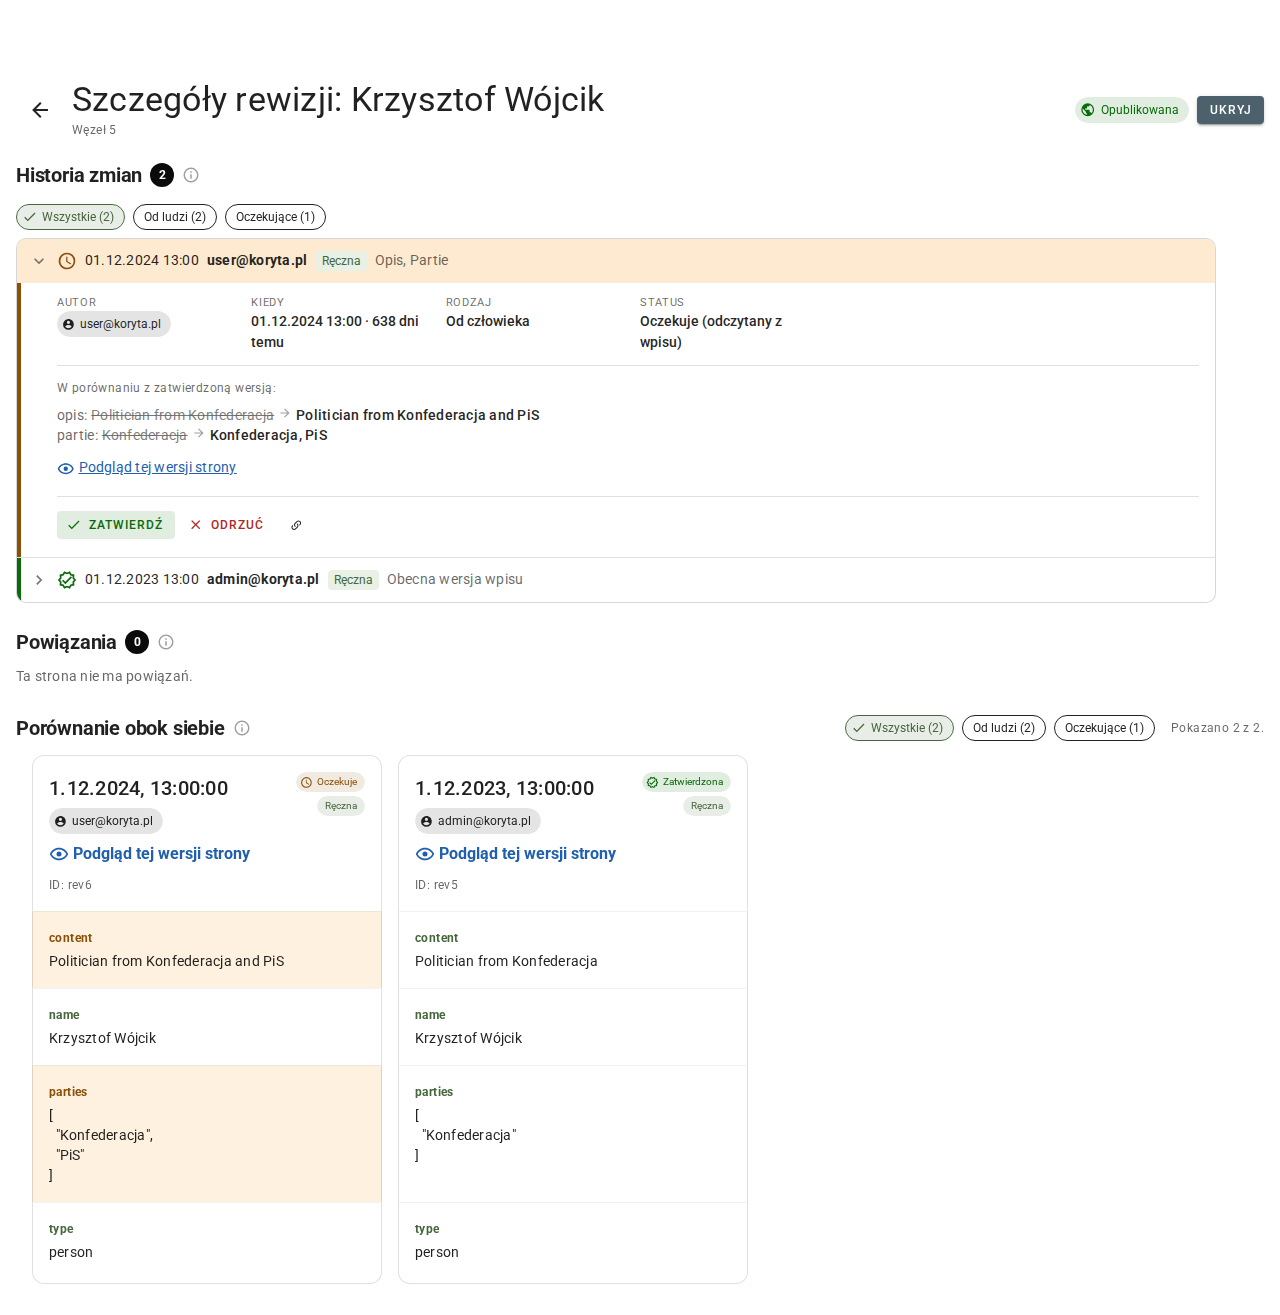 Szczegóły rewizji: Krzysztof Wójcik
Węzeł 5
Opublikowana
UKRYJ
Historia zmian 2
Wszystkie (2)
Od ludzi (2)
Oczekujące (1)
01.12.2024 13:00 user@koryta.pl Ręczna Opis, Partie
AUTOR
user@koryta.pl
KIEDY
01.12.2024 13:00 · 638 dni
temu
RODZAJ
Od człowieka
STATUS
Oczekuje (odczytany z
wpisu)
W porównaniu z zatwierdzoną wersją:
opis: Politician from Konfederacja → Politician from Konfederacja and PiS
partie: Konfederacja → Konfederacja, PiS
Podgląd tej wersji strony
ZATWIERDŹ
ODRZUĆ
01.12.2023 13:00 admin@koryta.pl Ręczna Obecna wersja wpisu
Powiązania 0
Ta strona nie ma powiązań.
Porównanie obok siebie
Wszystkie (2)
Od ludzi (2)
Oczekujące (1)
Pokazano 2 z 2.
1.12.2024, 13:00:00
Oczekuje
Ręczna
user@koryta.pl
Podgląd tej wersji strony
ID: rev6
content
Politician from Konfederacja and PiS
name
Krzysztof Wójcik
parties
[
"Konfederacja",
"PiS"
]
type
person
1.12.2023, 13:00:00
Zatwierdzona
Ręczna
admin@koryta.pl
Podgląd tej wersji strony
ID: rev5
content
Politician from Konfederacja
name
Krzysztof Wójcik
parties
[
"Konfederacja"
]
type
person